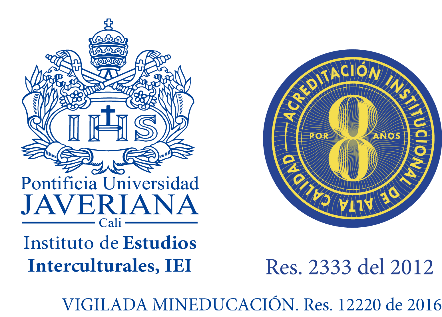 IHS
Pontificia Universidad
JAVERIANA
Cali
Instituto de Estudios
Interculturales, IEI
ACREDITACIÓN INSTITUCIONAL DE ALTA CALIDAD
POR 8 AÑOS
Res. 2333 del 2012
VIGILADA MINEDUCACIÓN. Res. 12220 de 2016